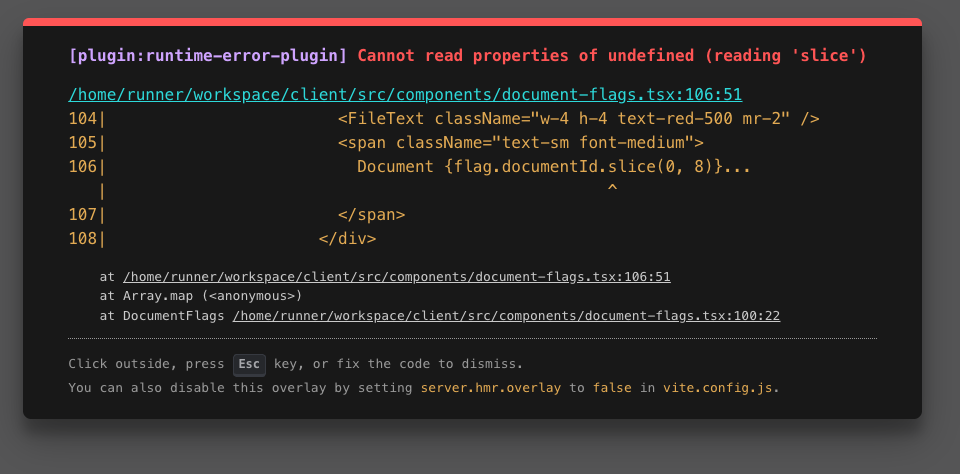 [plugin:runtime-error-plugin] Cannot read properties of undefined (reading 'slice')
/home/runner/workspace/client/src/components/document-flags.tsx:106:51
104|                        <FileText className="w-4 h-4 text-red-500 mr-2" />
105|                        <span className="text-sm font-medium">
106|                          Document {flag.documentId.slice(0, 8)}...
   |                                                    ^
107|                        </span>
108|                      </div>
at /home/runner/workspace/client/src/components/document-flags.tsx:106:51
at Array.map (<anonymous>)
at DocumentFlags /home/runner/workspace/client/src/components/document-flags.tsx:100:22
Click outside, press Esc key, or fix the code to dismiss.
You can also disable this overlay by setting server.hmr.overlay to false in vite.config.js.